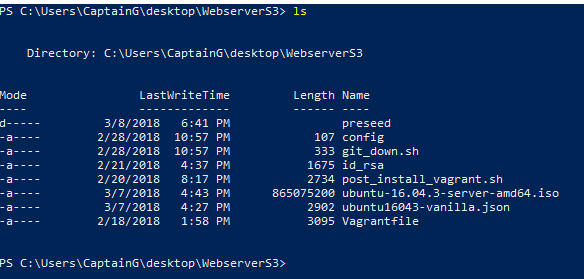 PS C:\Users\CaptainG\desktop\WebserverS3> ls
Directory: C:\Users\CaptainG\desktop\WebserverS3
Mode LastWriteTime Length Name
---- ------------- ------ ----
d----- 3/8/2018 6:41 PM preseed
-a---- 2/28/2018 10:57 PM 107 config
-a---- 2/28/2018 10:57 PM 333 git_down.sh
-a---- 2/21/2018 4:37 PM 1675 id_rsa
-a---- 2/20/2018 8:17 PM 2734 post_install_vagrant.sh
-a---- 3/7/2018 4:43 PM 865075200 ubuntu-16.04.3-server-amd64.iso
-a---- 3/7/2018 4:27 PM 2902 ubuntu16043-vanilla.json
-a---- 2/18/2018 1:58 PM 3095 Vagrantfile
PS C:\Users\CaptainG\desktop\WebserverS3>